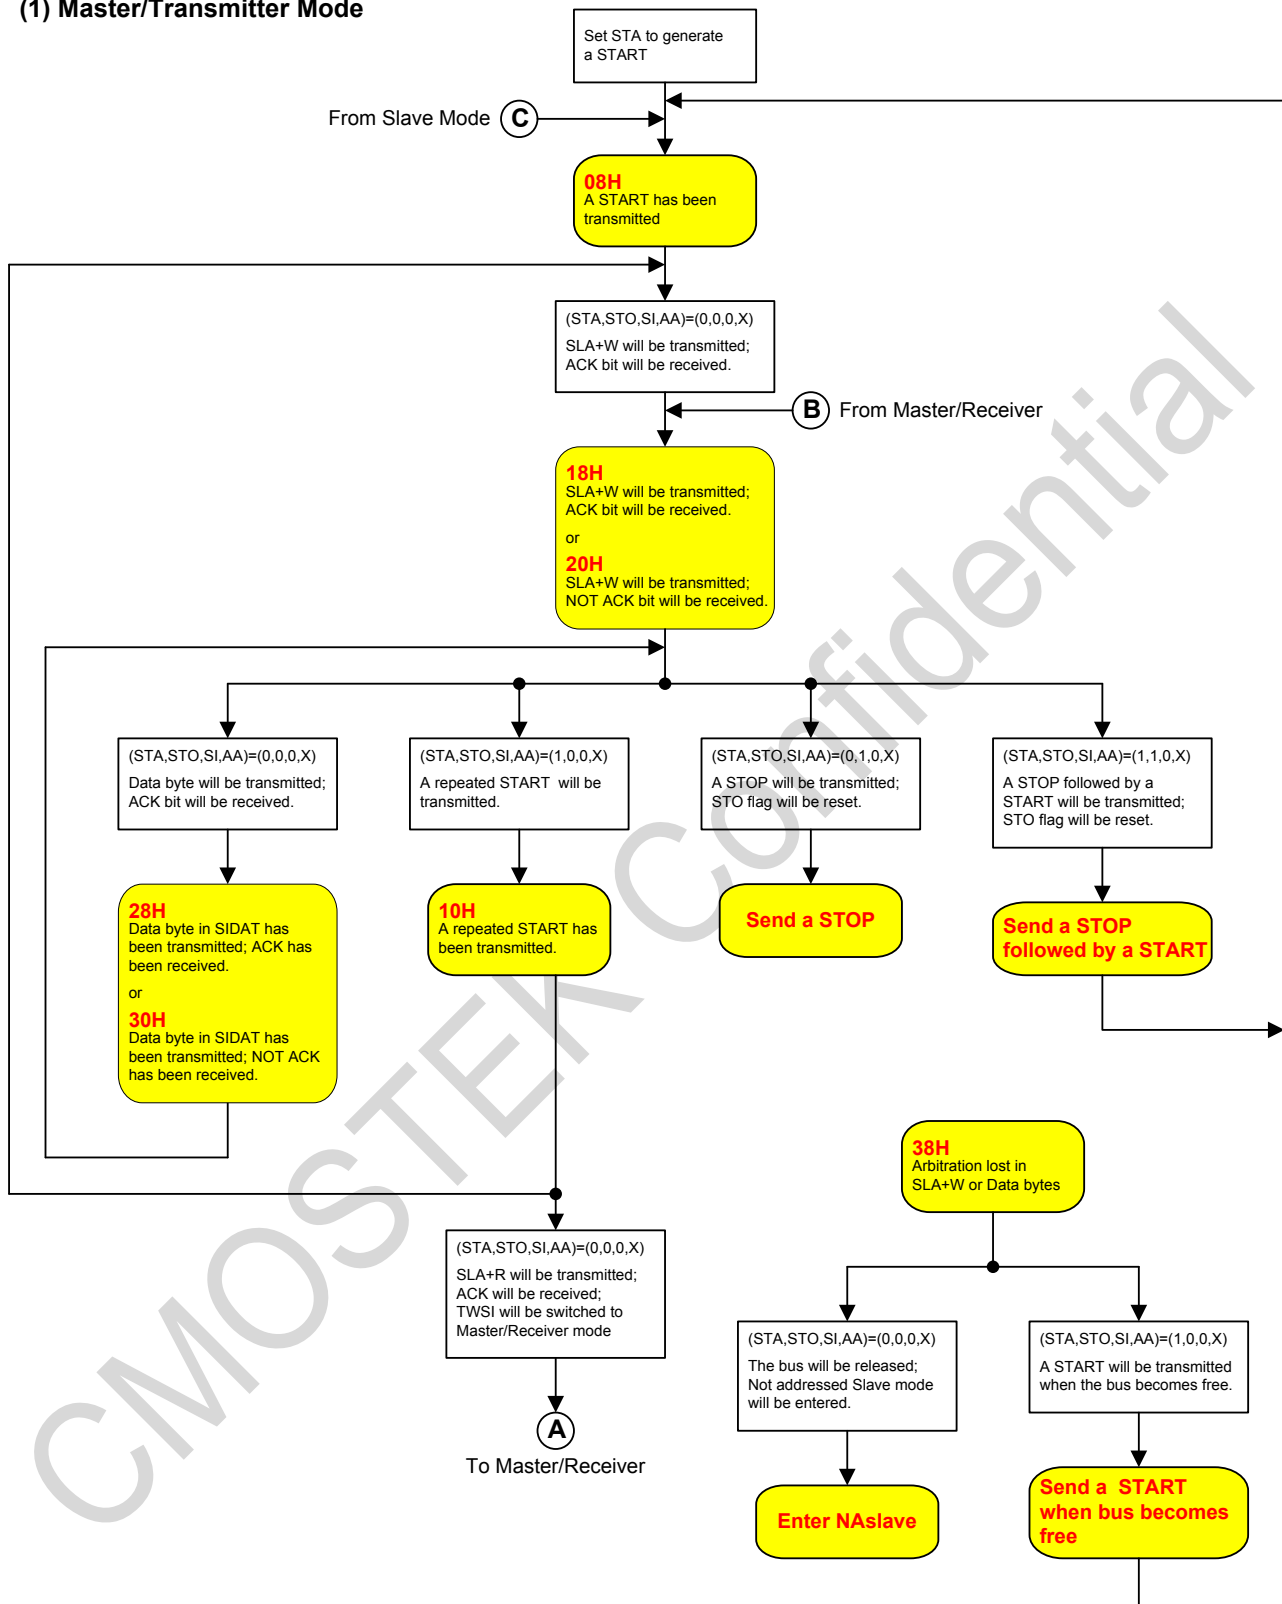 (1) Master/Transmitter Mode
Set STA to generate
a START
From Slave Mode
C
08H
A START has been
transmitted
(STA,STO,SI,AA)=(0,0,0,X)
SLA+W will be transmitted;
ACK bit will be received.
B
From Master/Receiver
18H
SLA+W will be transmitted;
ACK bit will be received.
or
20H
SLA+W will be transmitted;
NOT ACK bit will be received.
(STA,STO,SI,AA)=(0,0,0,X)
Data byte will be transmitted;
ACK bit will be received.
(STA,STO,SI,AA)=(1,0,0,X)
A repeated START will be
transmitted.
(STA,STO,SI,AA)=(0,1,0,X)
A STOP will be transmitted;
STO flag will be reset.
(STA,STO,SI,AA)=(1,1,0,X)
A STOP followed by a
START will be transmitted;
STO flag will be reset.
28H
Data byte in SIDAT has
been transmitted; ACK has
been received.
or
30H
Data byte in SIDAT has
been transmitted; NOT ACK
has been received.
10H
A repeated START has
been transmitted.
Send a STOP
Send a STOP
followed by a START
38H
Arbitration lost in
SLA+W or Data bytes
(STA,STO,SI,AA)=(0,0,0,X)
SLA+R will be transmitted;
ACK will be received;
TWSI will be switched to
Master/Receiver mode
A
To Master/Receiver
(STA,STO,SI,AA)=(0,0,0,X)
The bus will be released;
Not addressed Slave mode
will be entered.
(STA,STO,SI,AA)=(1,0,0,X)
A START will be transmitted
when the bus becomes free.
Enter NAslave
Send a START
when bus becomes
free
CMOSTEK Confidential